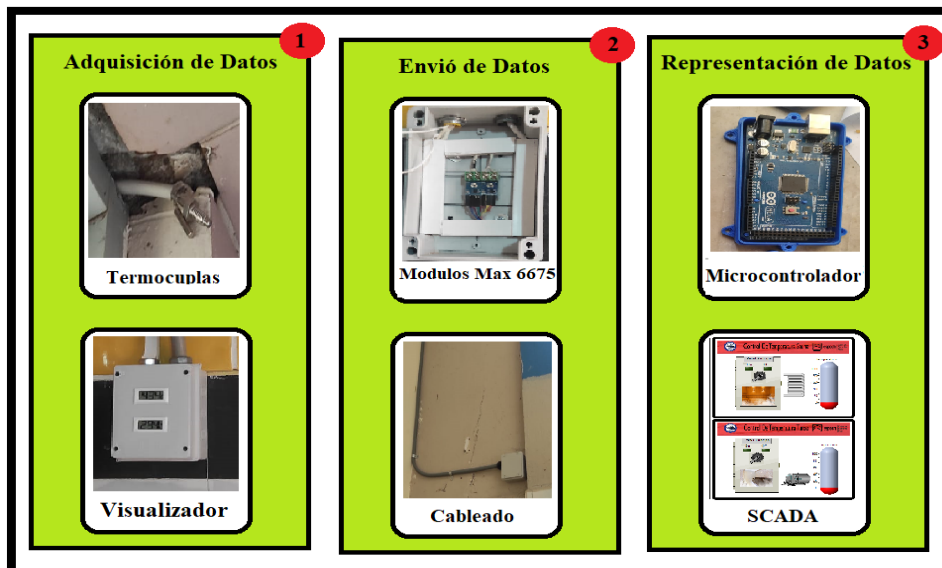 1
Adquisición de Datos
Termocuplas
Visualizador
2
Envió de Datos
Modulos Max 6675
Cableado
3
Representación de Datos
Microcontrolador
SCADA